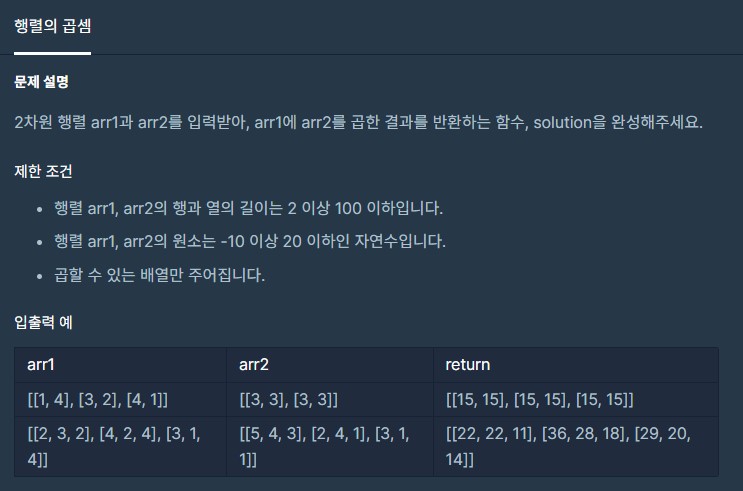 행렬의 곱셈
문제 설명
2차원 행렬 arr1과 arr2를 입력받아, arr1에 arr2를 곱한 결과를 반환하는 함수, solution을 완성해주세요.
제한 조건
• 행렬 arr1, arr2의 행과 열의 길이는 2 이상 100 이하입니다.
• 행렬 arr1, arr2의 원소는 -10 이상 20 이하인 자연수입니다.
• 곱할 수 있는 배열만 주어집니다.
입출력 예
arr1 arr2 return
[[1, 4], [3, 2], [4, 1]] [[3, 3], [3, 3]] [[15, 15], [15, 15], [15, 15]]
[[2, 3, 2], [4, 2, 4], [3, 1, [[5, 4, 3], [2, 4, 1], [3, 1, [[22, 22, 11], [36, 28, 18], [29, 20,
4]] 1]] 14]]